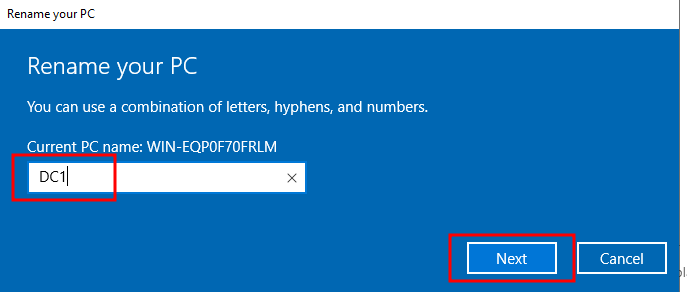 Rename your PC
Rename your PC
You can use a combination of letters, hyphens, and numbers.
Current PC name: WIN-EQP0F70FRLM
DC1
Next
Cancel